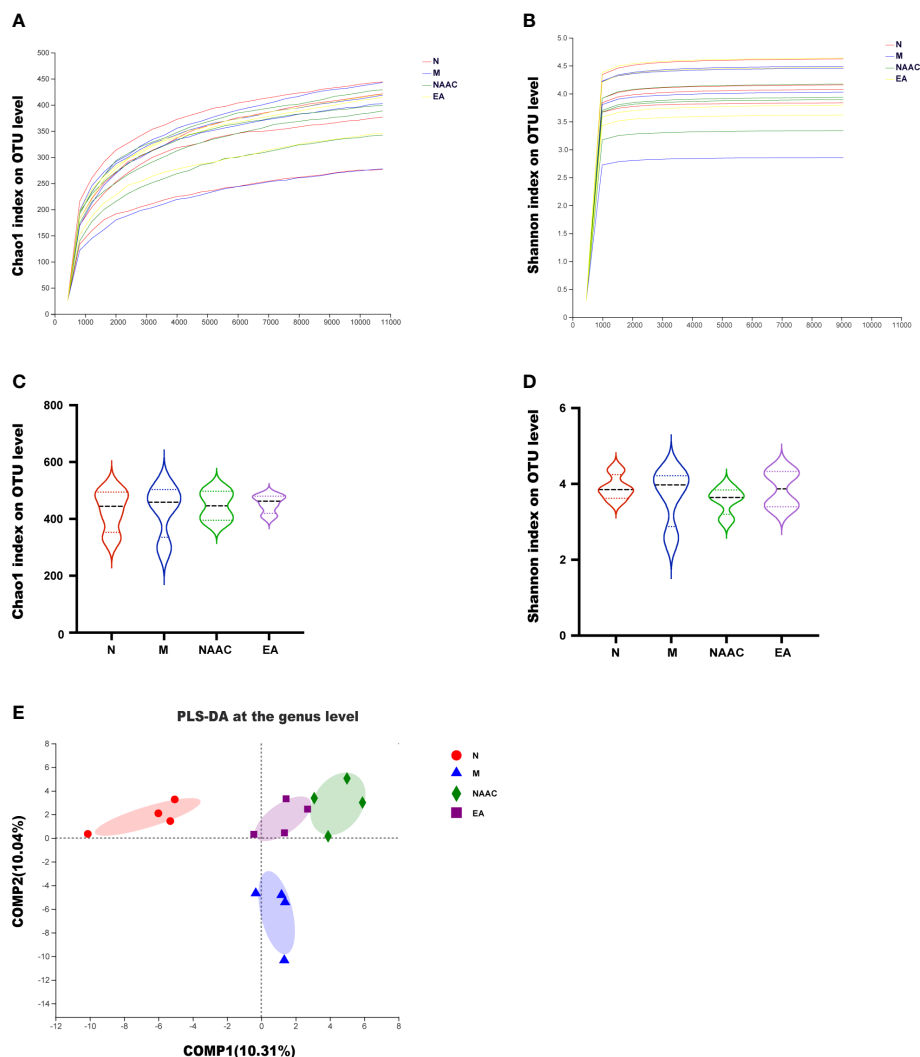 A
Chao1 index on OTU level
500
450
400
350
300
250
200
150
100
50
0
0 1000 2000 3000 4000 5000 6000 7000 8000 9000 10000 11000
N
M
NAAC
EA
B
Shannon index on OTU level
5.0
4.5
4.0
3.5
3.0
2.5
2.0
1.5
1.0
0.5
0.0
0 1000 2000 3000 4000 5000 6000 7000 8000 9000 10000 11000
N
M
NAAC
EA
C
Chao1 index on OTU level
800
600
400
200
0
N M NAAC EA
D
Shannon index on OTU level
6
4
2
0
N M NAAC EA
E
PLS-DA at the genus level
COMP2(10.04%)
8
6
4
2
0
-2
-4
-6
-8
-10
-12
-14
-12 -10 -8 -6 -4 -2 0 2 4 6 8
COMP1(10.31%)
N
M
NAAC
EA